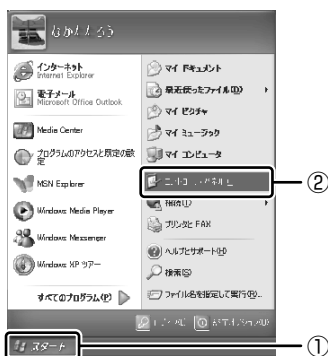 インターネット
Internet Explorer
電子メール
Microsoft Office Outlook
Media Center
プログラムのアクセスと既定の設
定
MSN Explorer
Windows Media Player
Windows Messenger
Windows XP ツアー
すべてのプログラム(P)
マイ ドキュメント
最近使ったファイル(D)
マイ ピクチャ
マイ ミュージック
マイ コンピュータ
コントロール パネル(C)
②
接続(T)
プリンタと FAX
ヘルプとサポート(H)
検索(S)
ファイル名を指定して実行(R)...
スタート
①